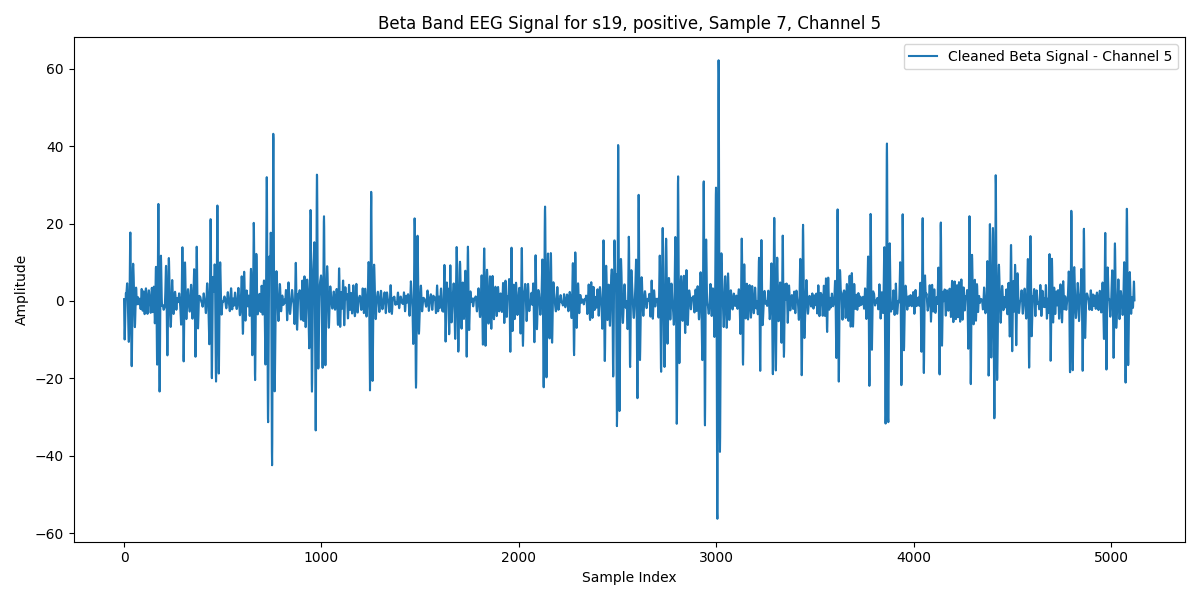 Beta Band EEG Signal for s19, positive, Sample 7, Channel 5
Cleaned Beta Signal - Channel 5
Amplitude
60
40
20
0
−20
−40
−60
0 1000 2000 3000 4000 5000
Sample Index